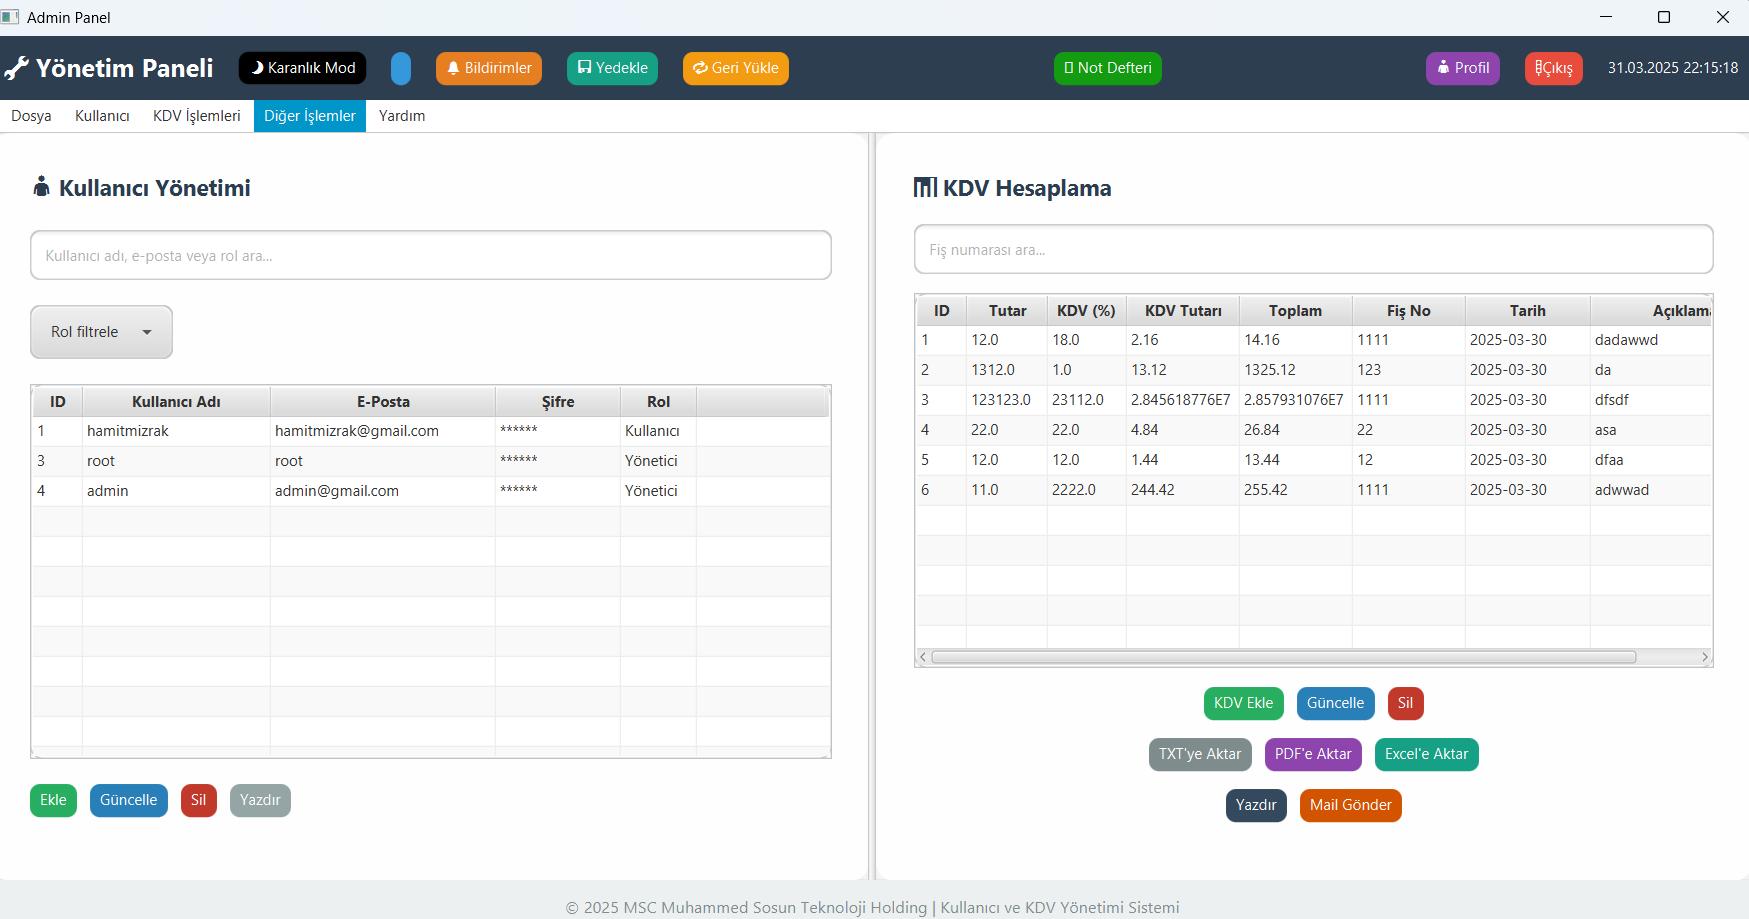 Admin Panel
Yönetim Paneli Karanlık Mod Bildirimler Yedekle Geri Yükle Not Defteri Profil Çıkış 31.03.2025 22:15:18
Dosya Kullanıcı KDV İşlemleri Diğer İşlemler Yardım
Kullanıcı Yönetimi
Kullanıcı adı, e-posta veya rol ara...
Rol filtrele
ID Kullanıcı Adı E-Posta Şifre Rol
1 hamitmizrak hamitmizrak@gmail.com ****** Kullanıcı
3 root root ****** Yönetici
4 admin admin@gmail.com ****** Yönetici
Ekle Güncelle Sil Yazdır
KDV Hesaplama
Fiş numarası ara...
ID Tutar KDV (%) KDV Tutarı Toplam Fiş No Tarih Açıklama
1 12.0 18.0 2.16 14.16 1111 2025-03-30 dadawwd
2 1312.0 1.0 13.12 1325.12 123 2025-03-30 da
3 123123.0 23112.0 2.845618776E7 2.857931076E7 1111 2025-03-30 dfsdf
4 22.0 22.0 4.84 26.84 22 2025-03-30 asa
5 12.0 12.0 1.44 13.44 12 2025-03-30 dfaa
6 11.0 2222.0 244.42 255.42 1111 2025-03-30 adwwad
KDV Ekle Güncelle Sil
TXT'ye Aktar PDF'e Aktar Excel'e Aktar
Yazdır Mail Gönder
© 2025 MSC Muhammed Sosun Teknoloji Holding | Kullanıcı ve KDV Yönetimi Sistemi